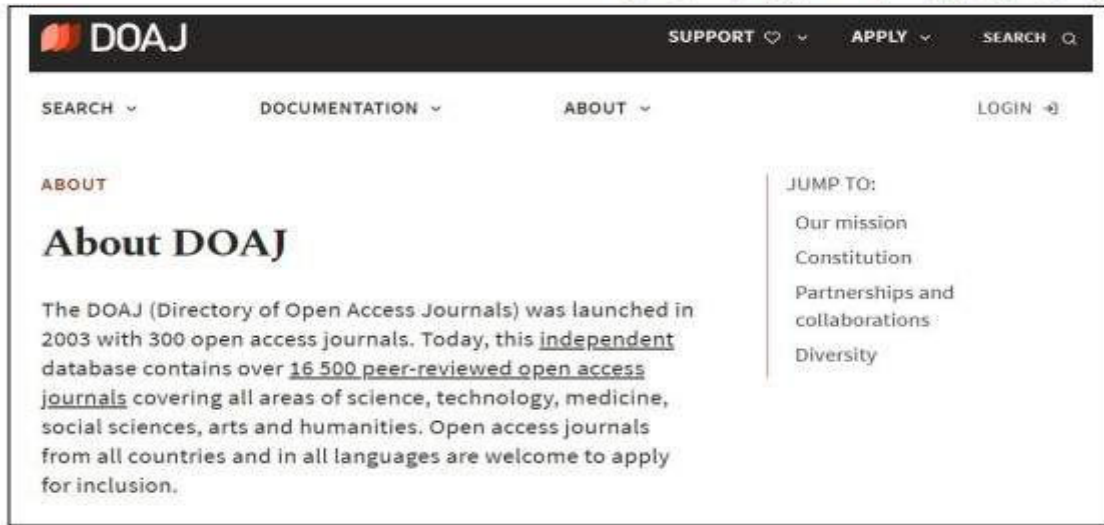 DOAJ
SUPPORT APPLY SEARCH
SEARCH DOCUMENTATION ABOUT LOGIN
ABOUT
About DOAJ
The DOAJ (Directory of Open Access Journals) was launched in
2003 with 300 open access journals. Today, this independent
database contains over 16 500 peer-reviewed open access
journals covering all areas of science, technology, medicine,
social sciences, arts and humanities. Open access journals
from all countries and in all languages are welcome to apply
for inclusion.
JUMP TO:
Our mission
Constitution
Partnerships and
collaborations
Diversity